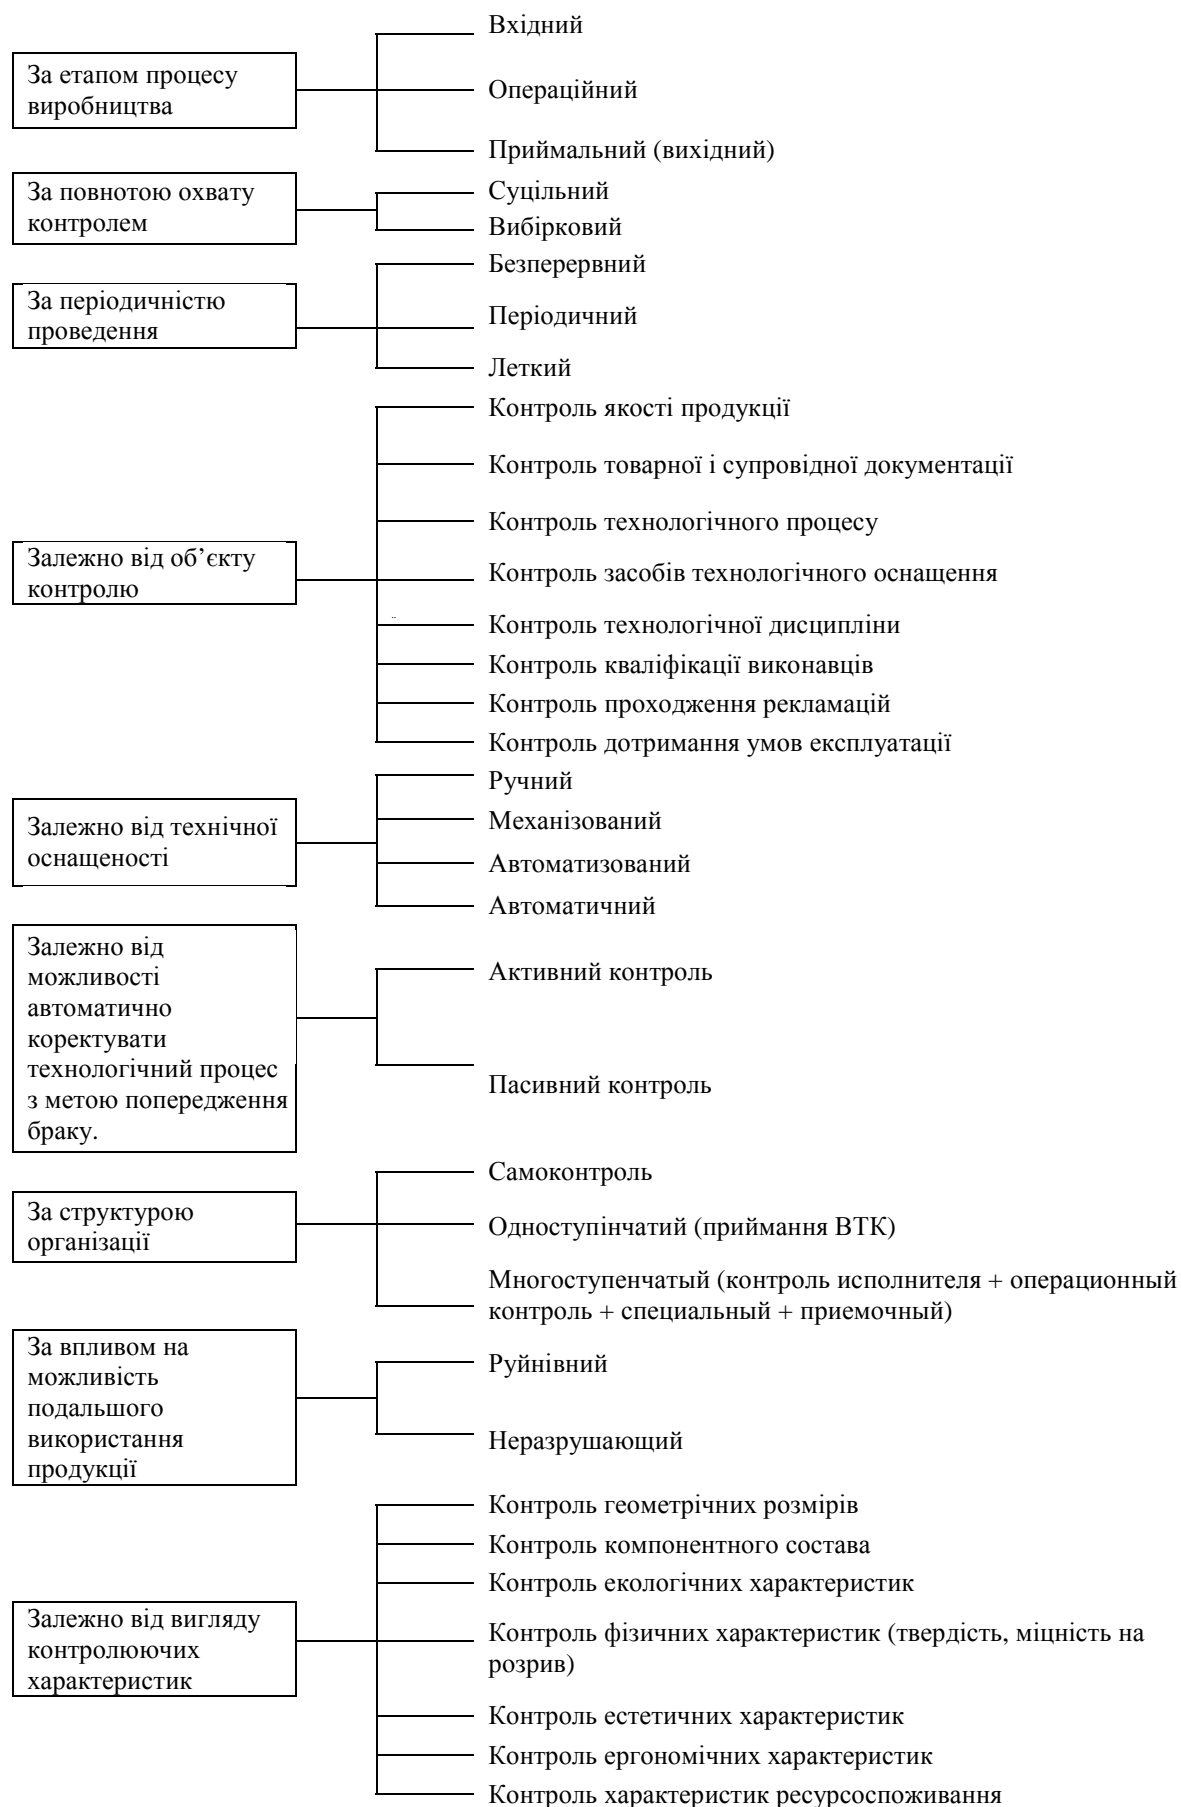 За етапом процесу
виробництва
Вхідний
Операційний
Приймальний (вихідний)
За повнотою охвату
контролем
Суцільний
Вибірковий
За періодичністю
проведення
Безперервний
Періодичний
Леткий
Залежно від об’єкту
контролю
Контроль якості продукції
Контроль товарної і супровідної документації
Контроль технологічного процесу
Контроль засобів технологічного оснащення
Контроль технологічної дисципліни
Контроль кваліфікації виконавців
Контроль проходження рекламацій
Контроль дотримання умов експлуатації
Залежно від технічної
оснащеності
Ручний
Механізований
Автоматизований
Автоматичний
Залежно від
можливості
автоматично
коректувати
технологічний процес
з метою попередження
браку.
Активний контроль
Пасивний контроль
За структурою
організації
Самоконтроль
Одноступінчатий (приймання ВТК)
Многоступенчатый (контроль исполнителя + операционный
контроль + специальный + приемочный)
За впливом на
можливість
подальшого
використання
продукції
Руйнівний
Неразрушающий
Залежно від вигляду
контролюючих
характеристик
Контроль геометрічних розмірів
Контроль компонентного состава
Контроль екологічних характеристик
Контроль фізичних характеристик (твердість, міцність на
розрив)
Контроль естетичних характеристик
Контроль ергономічних характеристик
Контроль характеристик ресурсоспоживання